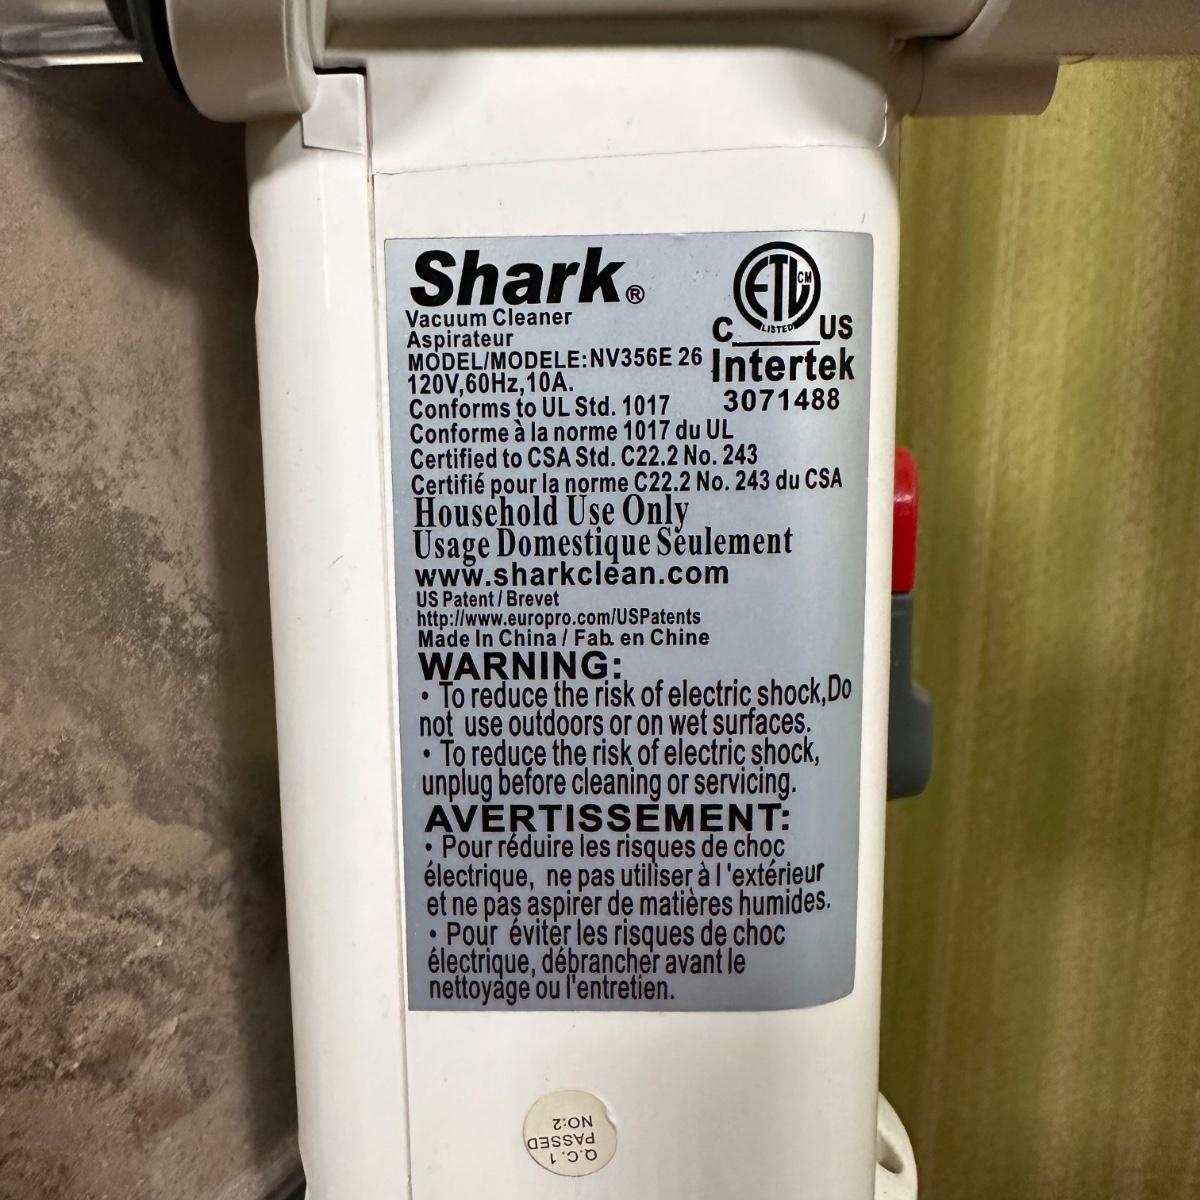 Shark®
Vacuum Cleaner
Aspirateur
MODEL/MODELE:NV356E 26
120V,60Hz,10A.
ETL CM
LISTED
C US
Intertek
3071488
Conforms to UL Std. 1017
Conforme à la norme 1017 du UL
Certified to CSA Std. C22.2 No. 243
Certifié pour la norme C22.2 No. 243 du CSA
Household Use Only
Usage Domestique Seulement
www.sharkclean.com
US Patent / Brevet
http://www.europro.com/USPatents
Made In China / Fab. en Chine
WARNING:
• To reduce the risk of electric shock,Do
not use outdoors or on wet surfaces.
• To reduce the risk of electric shock,
unplug before cleaning or servicing.
AVERTISSEMENT:
• Pour réduire les risques de choc
électrique, ne pas utiliser à l'extérieur
et ne pas aspirer de matières humides.
• Pour éviter les risques de choc
électrique, débrancher avant le
nettoyage ou l'entretien.
Q.C.1
PASSED
NO:2